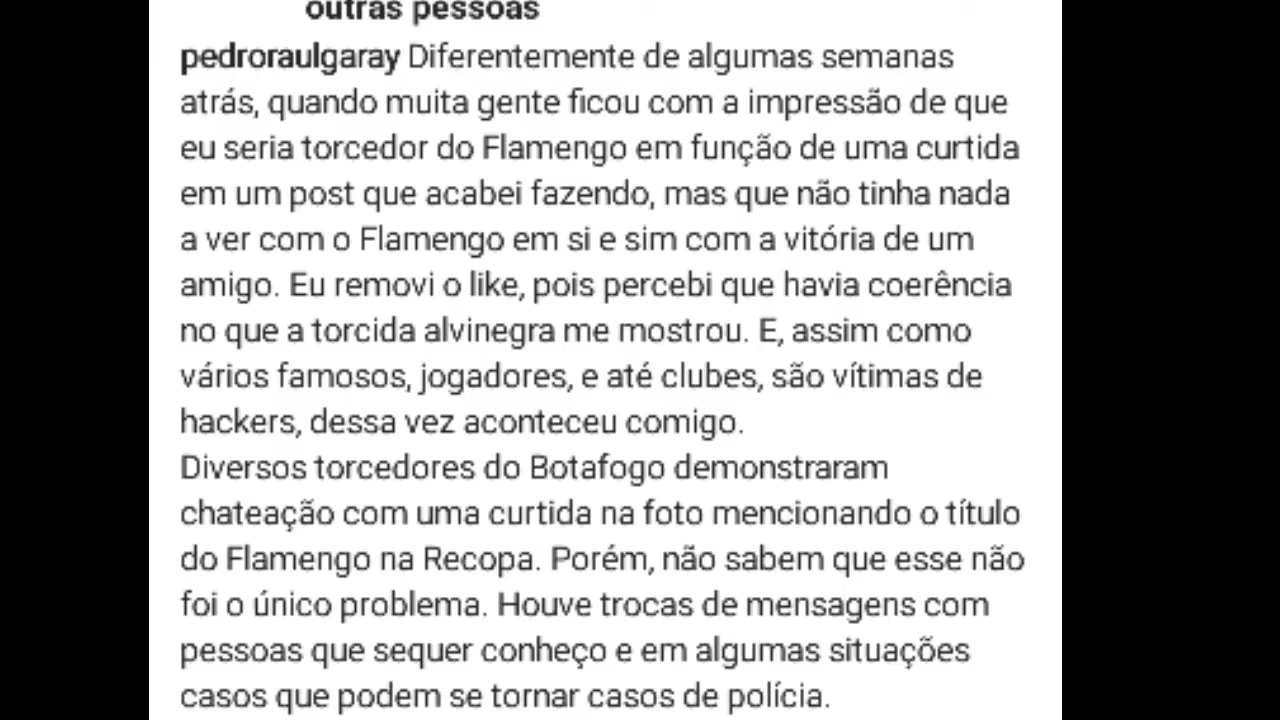 outras pessoas
pedroraulgaray Diferentemente de algumas semanas
atrás, quando muita gente ficou com a impressão de que
eu seria torcedor do Flamengo em função de uma curtida
em um post que acabei fazendo, mas que não tinha nada
a ver com o Flamengo em si e sim com a vitória de um
amigo. Eu removi o like, pois percebi que havia coerência
no que a torcida alvinegra me mostrou. E, assim como
vários famosos, jogadores, e até clubes, são vítimas de
hackers, dessa vez aconteceu comigo.
Diversos torcedores do Botafogo demonstraram
chateação com uma curtida na foto mencionando o título
do Flamengo na Recopa. Porém, não sabem que esse não
foi o único problema. Houve trocas de mensagens com
pessoas que sequer conheço e em algumas situações
casos que podem se tornar casos de polícia.